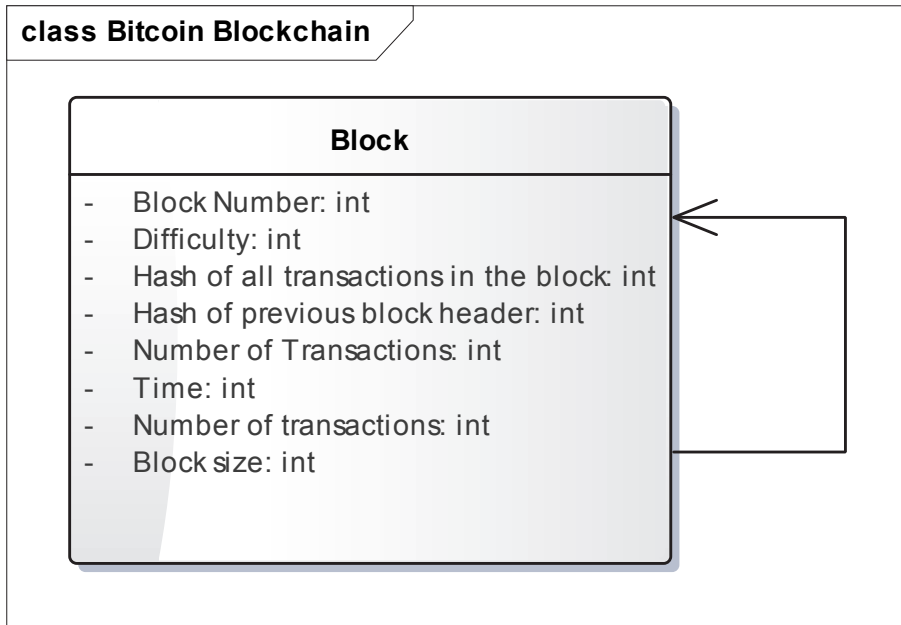 class Bitcoin Blockchain
Block
- Block Number: int
- Difficulty: int
- Hash of all transactions in the block: int
- Hash of previous block header: int
- Number of Transactions: int
- Time: int
- Number of transactions: int
- Block size: int